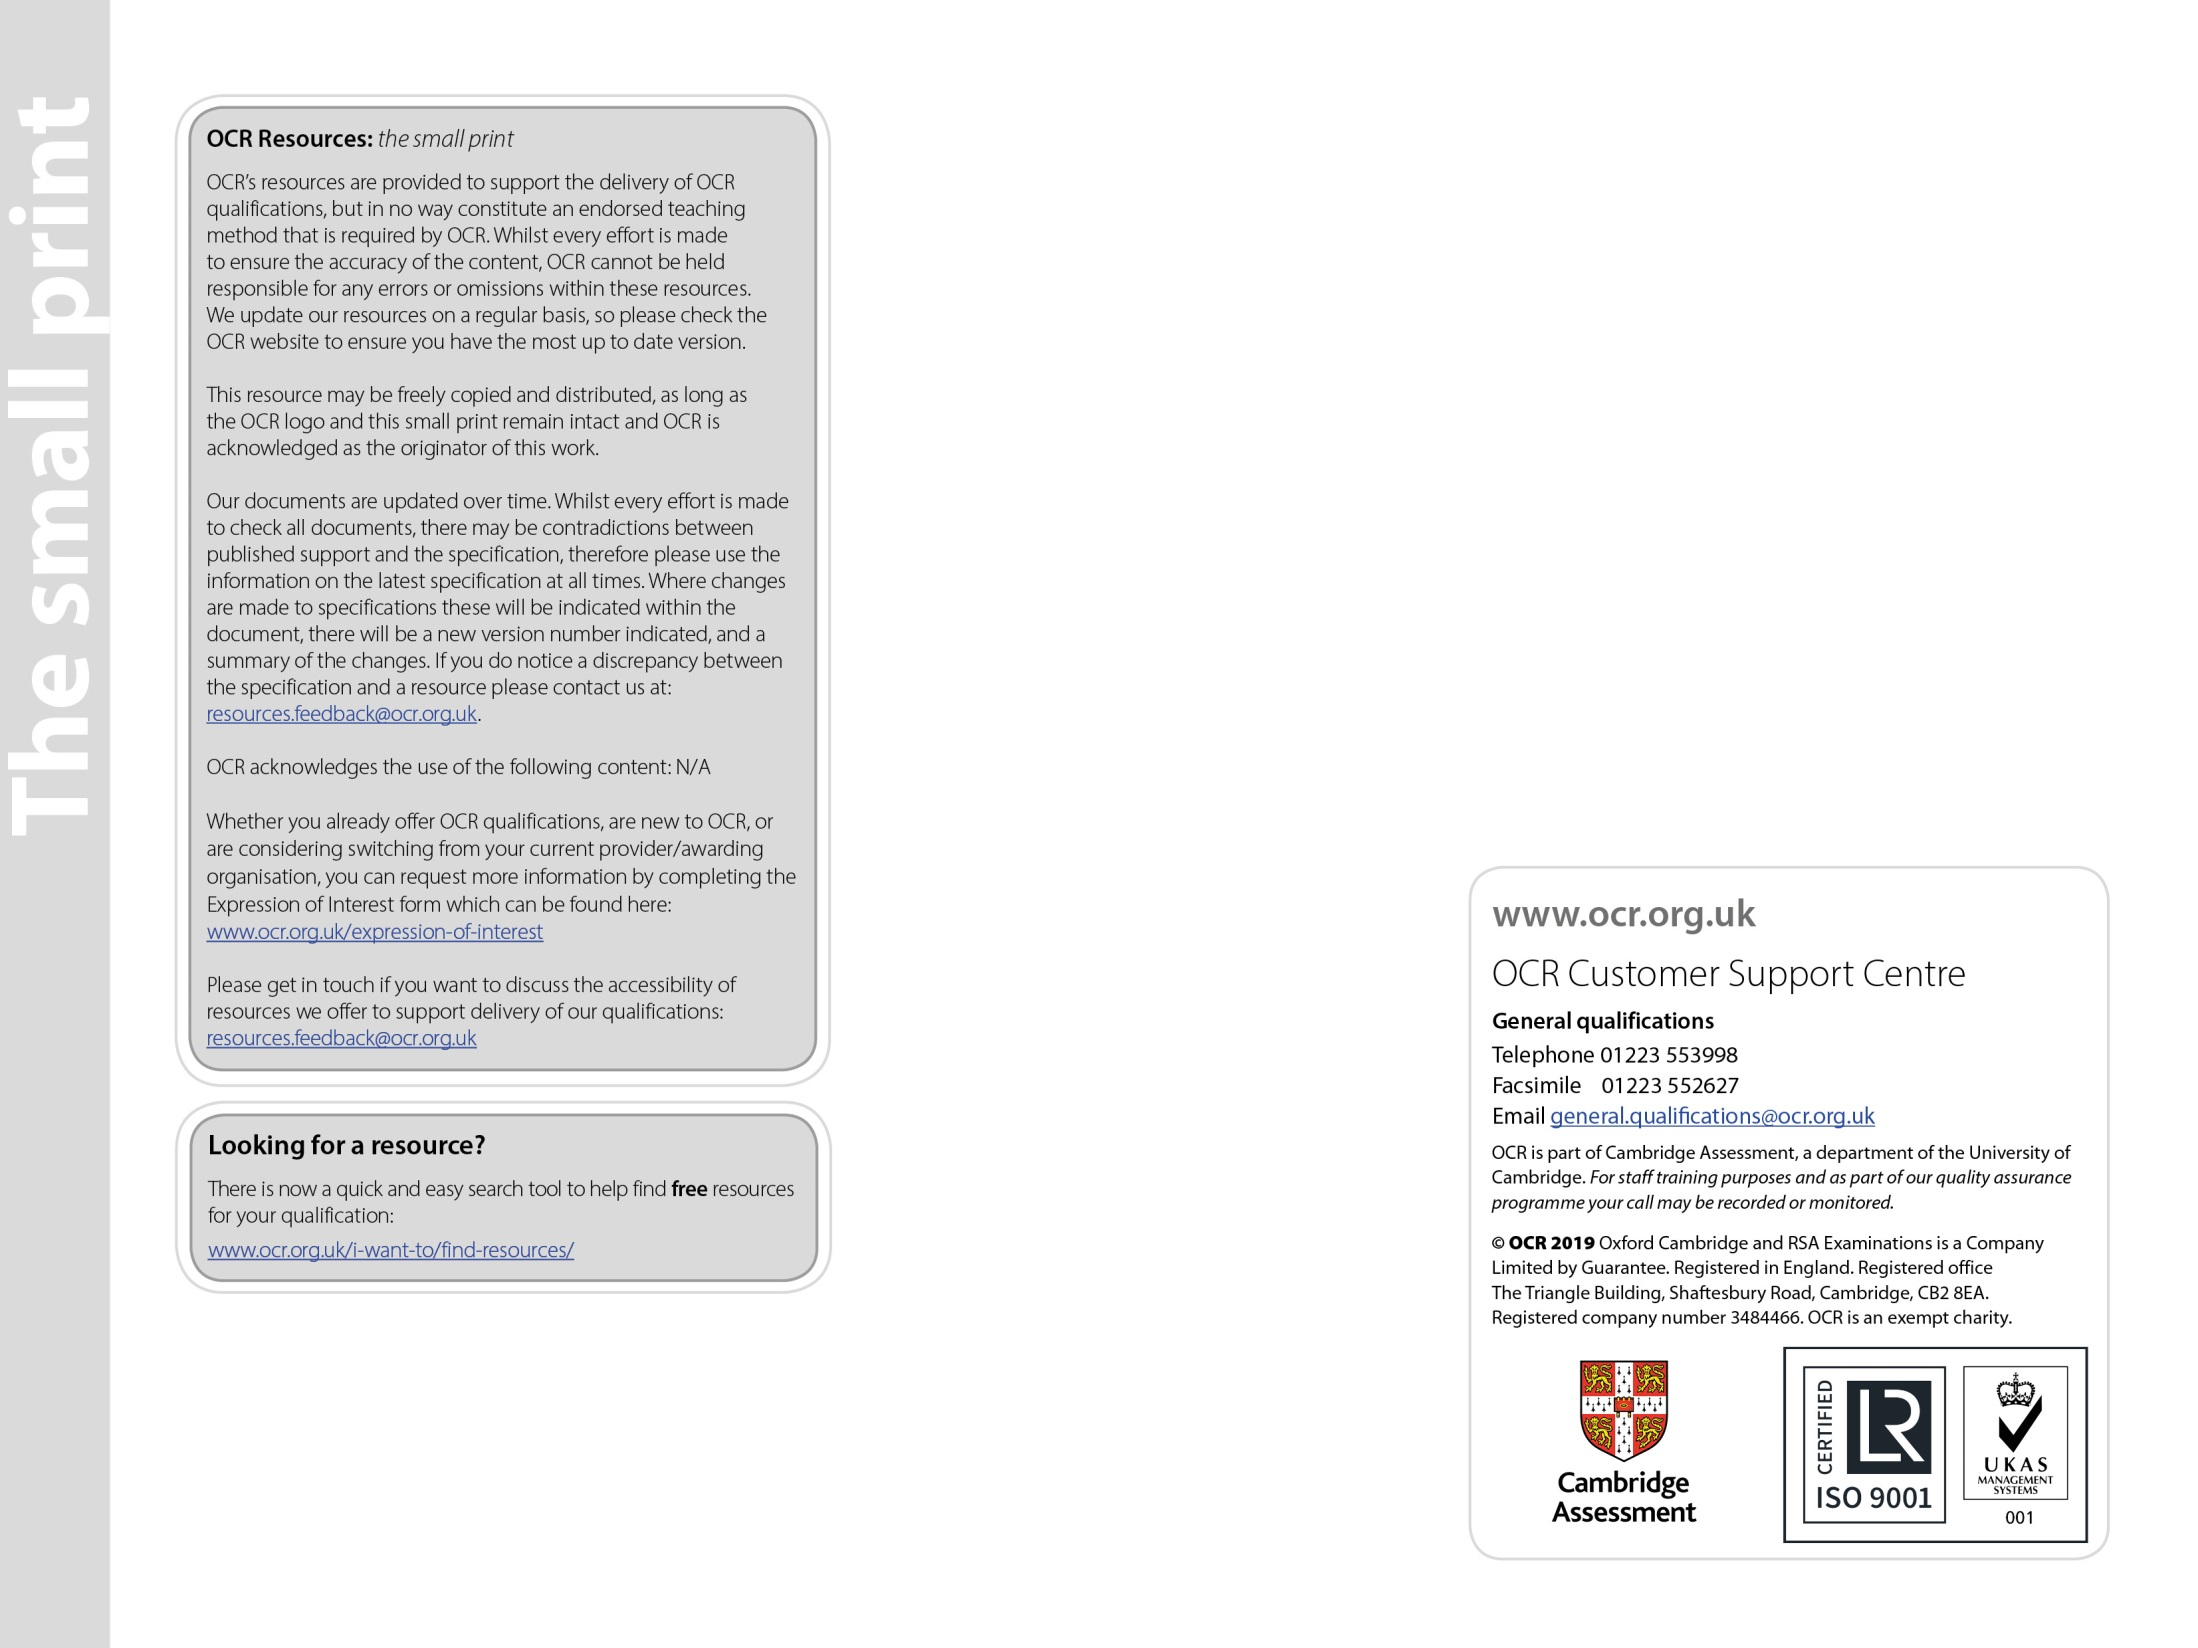 The small print
OCR Resources: the small print
OCR’s resources are provided to support the delivery of OCR
qualifications, but in no way constitute an endorsed teaching
method that is required by OCR. Whilst every effort is made
to ensure the accuracy of the content, OCR cannot be held
responsible for any errors or omissions within these resources.
We update our resources on a regular basis, so please check the
OCR website to ensure you have the most up to date version.
This resource may be freely copied and distributed, as long as
the OCR logo and this small print remain intact and OCR is
acknowledged as the originator of this work.
Our documents are updated over time. Whilst every effort is made
to check all documents, there may be contradictions between
published support and the specification, therefore please use the
information on the latest specification at all times. Where changes
are made to specifications these will be indicated within the
document, there will be a new version number indicated, and a
summary of the changes. If you do notice a discrepancy between
the specification and a resource please contact us at:
resources.feedback@ocr.org.uk.
OCR acknowledges the use of the following content: N/A
Whether you already offer OCR qualifications, are new to OCR, or
are considering switching from your current provider/awarding
organisation, you can request more information by completing the
Expression of Interest form which can be found here:
www.ocr.org.uk/expression-of-interest
Please get in touch if you want to discuss the accessibility of
resources we offer to support delivery of our qualifications:
resources.feedback@ocr.org.uk
Looking for a resource?
There is now a quick and easy search tool to help find free resources
for your qualification:
www.ocr.org.uk/i-want-to/find-resources/
www.ocr.org.uk
OCR Customer Support Centre
General qualifications
Telephone 01223 553998
Facsimile 01223 552627
Email general.qualifications@ocr.org.uk
OCR is part of Cambridge Assessment, a department of the University of
Cambridge. For staff training purposes and as part of our quality assurance
programme your call may be recorded or monitored.
© OCR 2019 Oxford Cambridge and RSA Examinations is a Company
Limited by Guarantee. Registered in England. Registered office
The Triangle Building, Shaftesbury Road, Cambridge, CB2 8EA.
Registered company number 3484466. OCR is an exempt charity.
Cambridge
Assessment
CERTIFIED
LR
ISO 9001
UKAS
MANAGEMENT
SYSTEMS
001